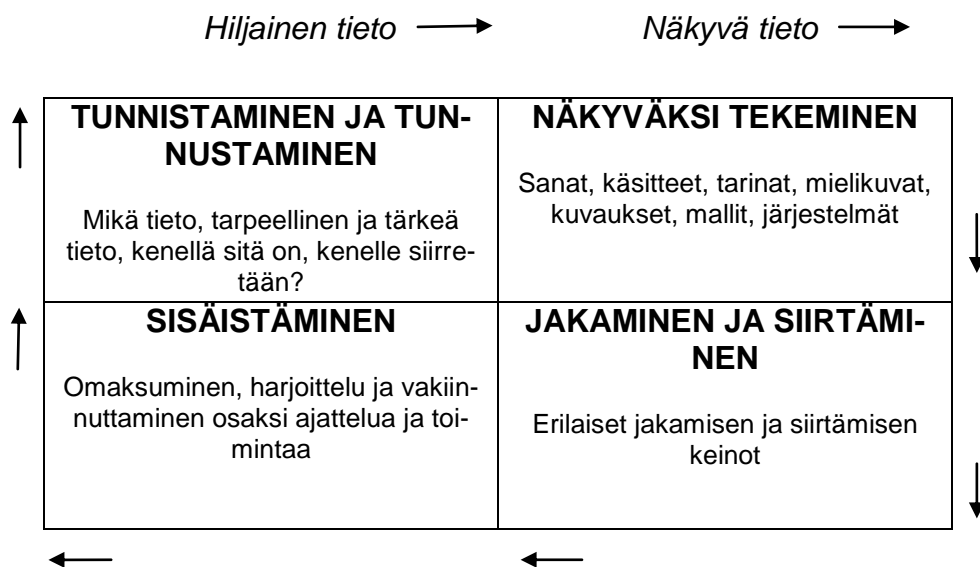 Hiljainen tieto
Näkyvä tieto
TUNNISTAMINEN JA TUN-
NUSTAMINEN
Mikä tieto, tarpeellinen ja tärkeä
tieto, kenellä sitä on, kenelle siirre-
tään?
NÄKYVÄKSI TEKEMINEN
Sanat, käsitteet, tarinat, mielikuvat,
kuvaukset, mallit, järjestelmät
SISÄISTÄMINEN
Omaksuminen, harjoittelu ja vakiin-
nuttaminen osaksi ajattelua ja toi-
mintaa
JAKAMINEN JA SIIRTÄMI-
NEN
Erilaiset jakamisen ja siirtämisen
keinot